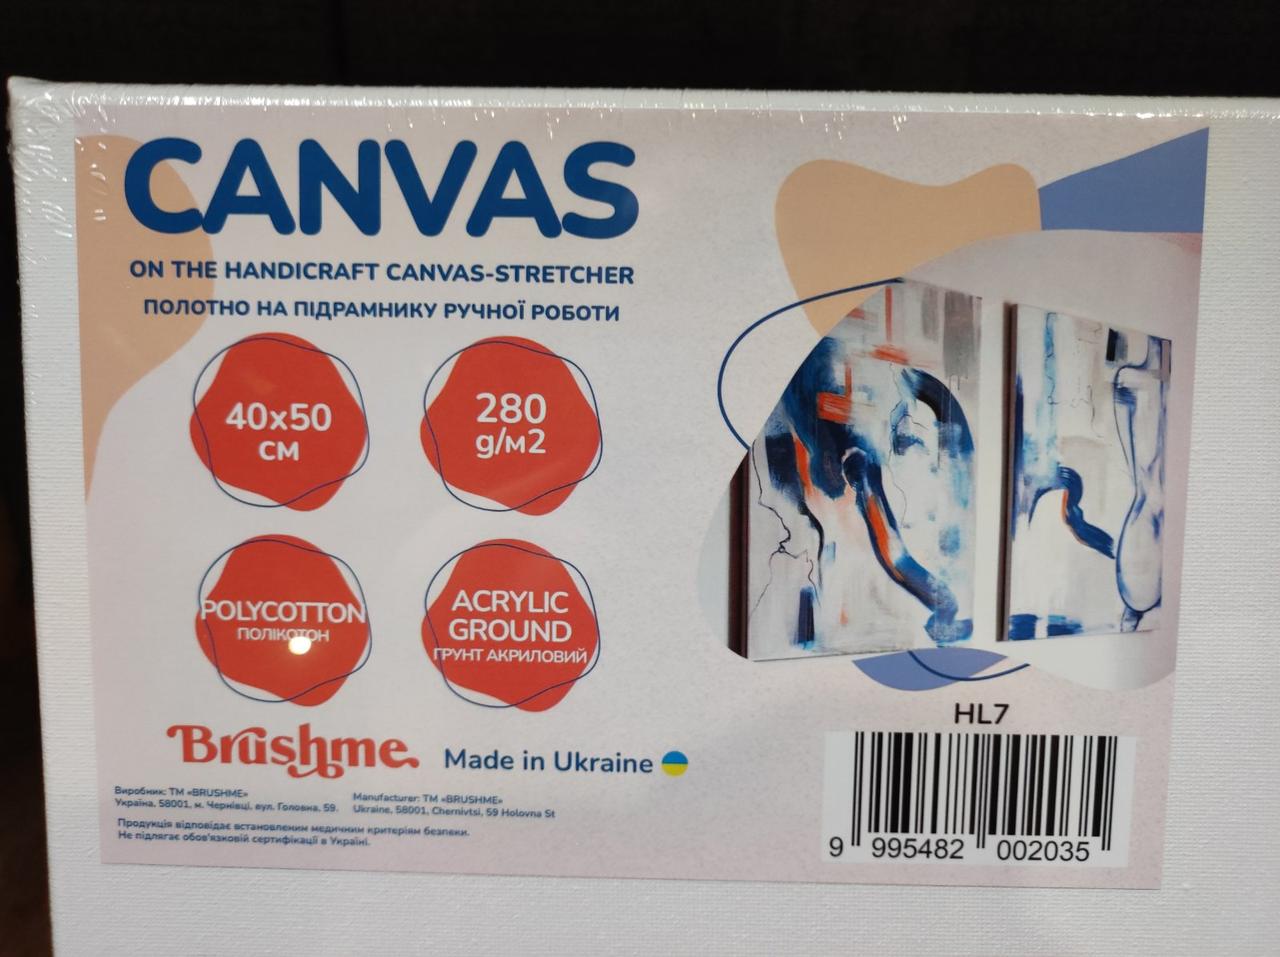 CANVAS
ON THE HANDICRAFT CANVAS-STRETCHER
ПОЛОТНО НА ПІДРАМНИКУ РУЧНОЇ РОБОТИ
40x50
СМ
280
g/м2
POLYCOTTON
ПОЛІКОТОН
ACRYLIC
GROUND
ГРУНТ АКРИЛОВИЙ
Brushme
Made in Ukraine
HL7
Виробник: ТМ «BRUSHME»
Україна, 58001, м. Чернівці, вул. Головна, 59.
Manufacturer: TM «BRUSHME»
Ukraine, 58001, Chernivtsi, 59 Holovna St
Продукція відповідає встановленим медичним критеріям безпеки.
Не підлягає обов'язковій сертифікації в Україні.
9 995482 002035